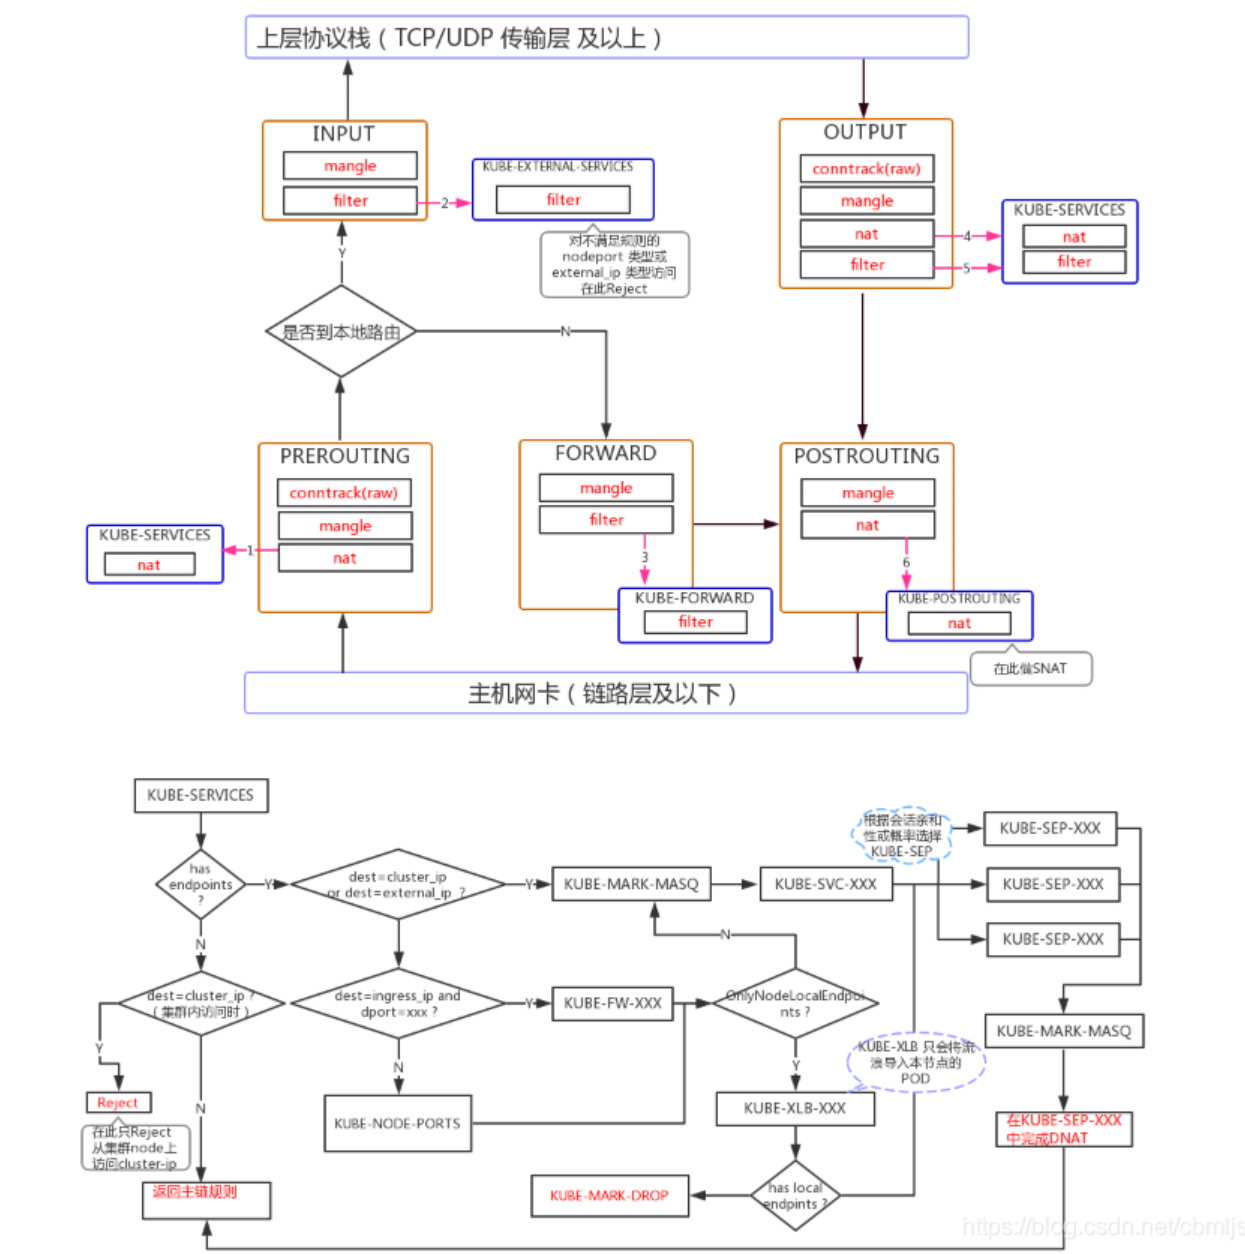 上层协议栈（TCP/UDP 传输层 及以上）
INPUT
mangle
filter
2
KUBE-EXTERNAL-SERVICES
filter
对不满足规则的
nodeport 类型或
external_ip 类型访问
在此Reject
OUTPUT
conntrack(raw)
mangle
nat
filter
4
5
KUBE-SERVICES
nat
filter
Y
是否到本地路由
N
PREROUTING
conntrack(raw)
mangle
nat
1
KUBE-SERVICES
nat
FORWARD
mangle
filter
3
KUBE-FORWARD
filter
POSTROUTING
mangle
nat
6
KUBE-POSTROUTING
nat
在此做SNAT
主机网卡（链路层及以下）
KUBE-SERVICES
has
endpoints
?
Y
N
dest=cluster_ip
or dest=external_ip ?
Y
KUBE-MARK-MASQ
KUBE-SVC-XXX
根据会话亲和
性或概率选择
KUBE-SEP
KUBE-SEP-XXX
KUBE-SEP-XXX
KUBE-SEP-XXX
dest=cluster_ip ?
（集群内访问时）
Y
N
Reject
在此只Reject
从集群node上
访问cluster-ip
返回主链规则
dest=ingress_ip and
dport=xxx ?
Y
N
KUBE-FW-XXX
KUBE-NODE-PORTS
N
OnlyNodeLocalEndpoi
nts ?
Y
KUBE-XLB 只会将流
浪导入本节点的
POD
KUBE-XLB-XXX
has local
endpints ?
KUBE-MARK-DROP
KUBE-MARK-MASQ
在KUBE-SEP-XXX
中完成DNAT
https://blog.csdn.net/cbmljs